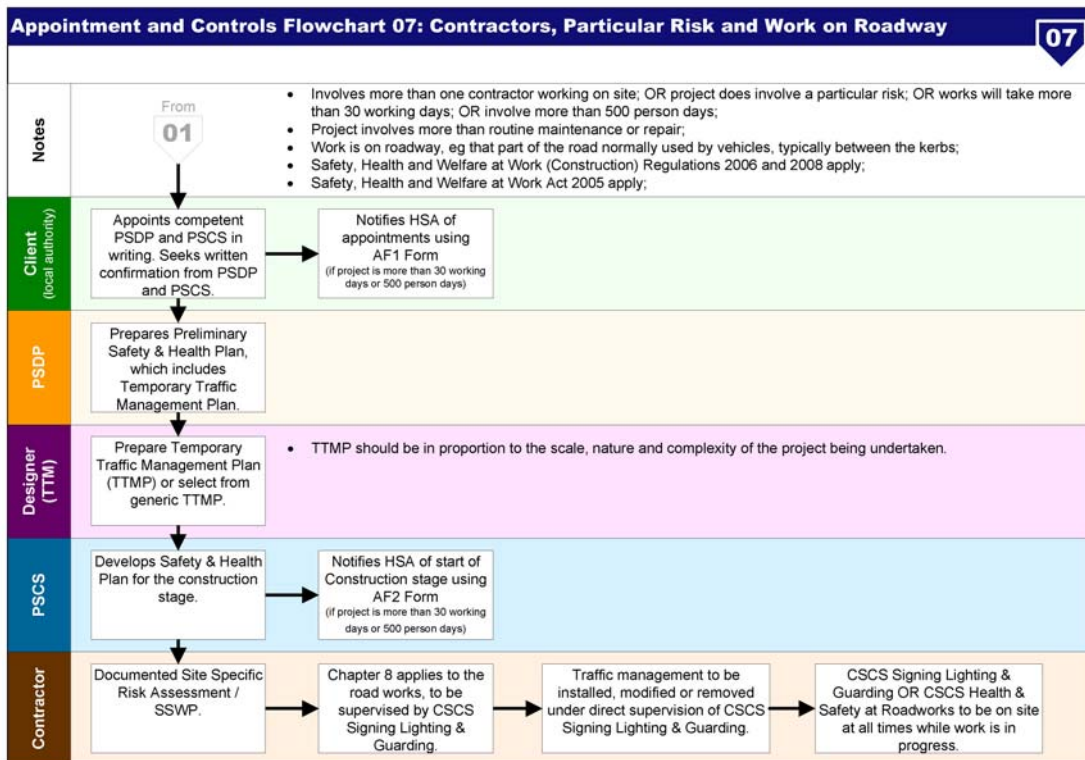 Appointment and Controls Flowchart 07: Contractors, Particular Risk and Work on Roadway
07
Notes
From
01
• Involves more than one contractor working on site; OR project does involve a particular risk; OR works will take more
than 30 working days; OR involve more than 500 person days;
• Project involves more than routine maintenance or repair;
• Work is on roadway, eg that part of the road normally used by vehicles, typically between the kerbs;
• Safety, Health and Welfare at Work (Construction) Regulations 2006 and 2008 apply;
• Safety, Health and Welfare at Work Act 2005 apply;
Client
(local authority)
Appoints competent
PSDP and PSCS in
writing. Seeks written
confirmation from PSDP
and PSCS.
Notifies HSA of
appointments using
AF1 Form
(if project is more than 30 working
days or 500 person days)
PSDP
Prepares Preliminary
Safety & Health Plan,
which includes
Temporary Traffic
Management Plan.
Designer
(TTM)
Prepare Temporary
Traffic Management Plan
(TTMP) or select from
generic TTMP.
• TTMP should be in proportion to the scale, nature and complexity of the project being undertaken.
PSCS
Develops Safety & Health
Plan for the construction
stage.
Notifies HSA of start of
Construction stage using
AF2 Form
(if project is more than 30 working
days or 500 person days)
Contractor
Documented Site Specific
Risk Assessment /
SSWP.
Chapter 8 applies to
the road works, to be
supervised by CSCS
Signing Lighting &
Guarding.
Traffic management to be
installed, modified or removed
under direct supervision of CSCS
Signing Lighting & Guarding.
CSCS Signing Lighting &
Guarding OR CSCS Health &
Safety at Roadworks to be on site
at all times while work is in
progress.